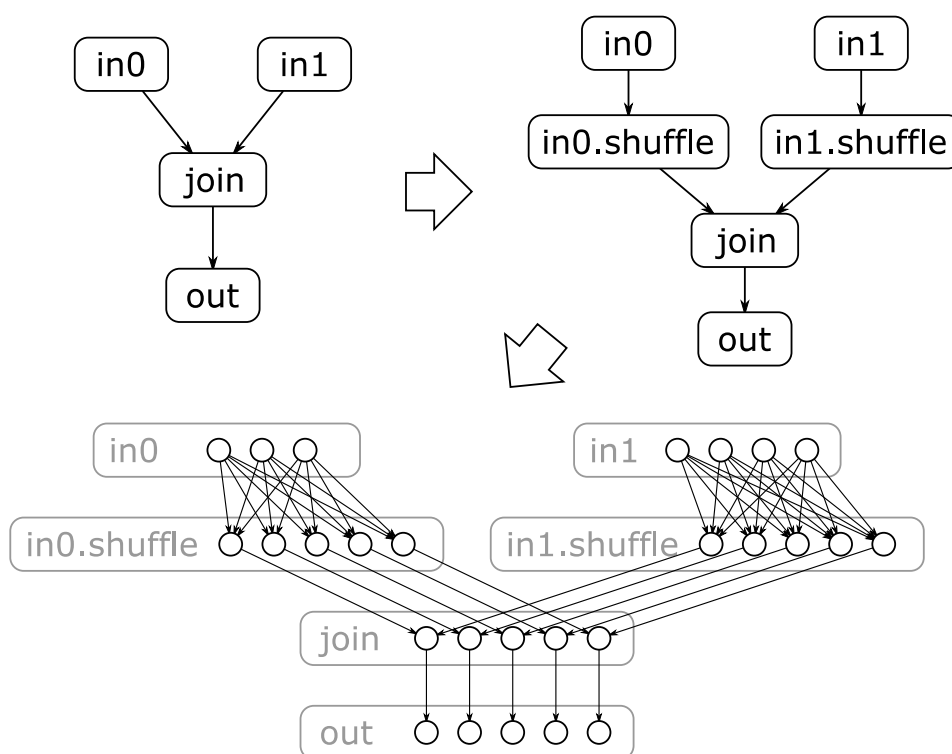 in0
in1
join
out
in0
in1
in0.shuffle
in1.shuffle
join
out
in0
in1
in0.shuffle
in1.shuffle
join
out